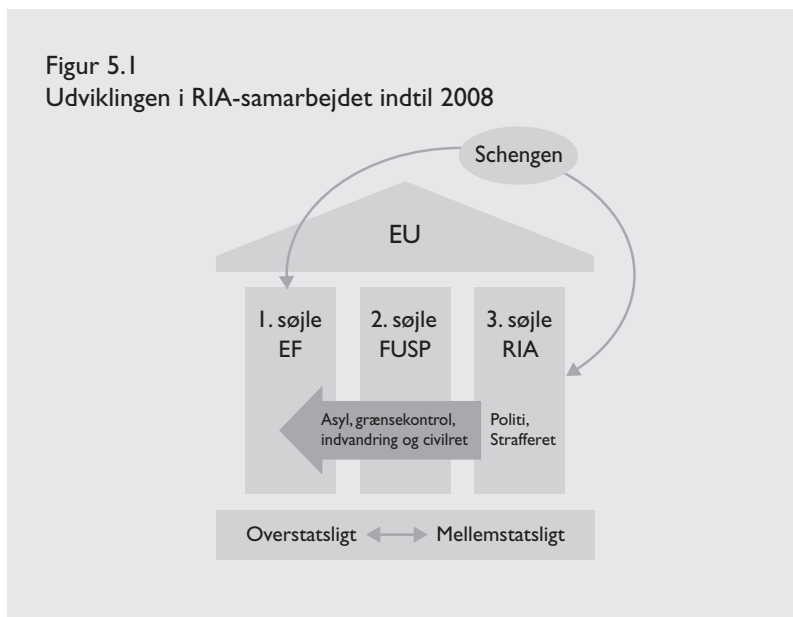 Figur 5.1
Udviklingen i RIA-samarbejdet indtil 2008
Schengen
EU
1. søjle
EF
2. søjle
FUSP
3. søjle
RIA
Asyl, grænsekontrol,
indvandring og civilret
Politi,
Strafferet
Overstatsligt
Mellemstatsligt